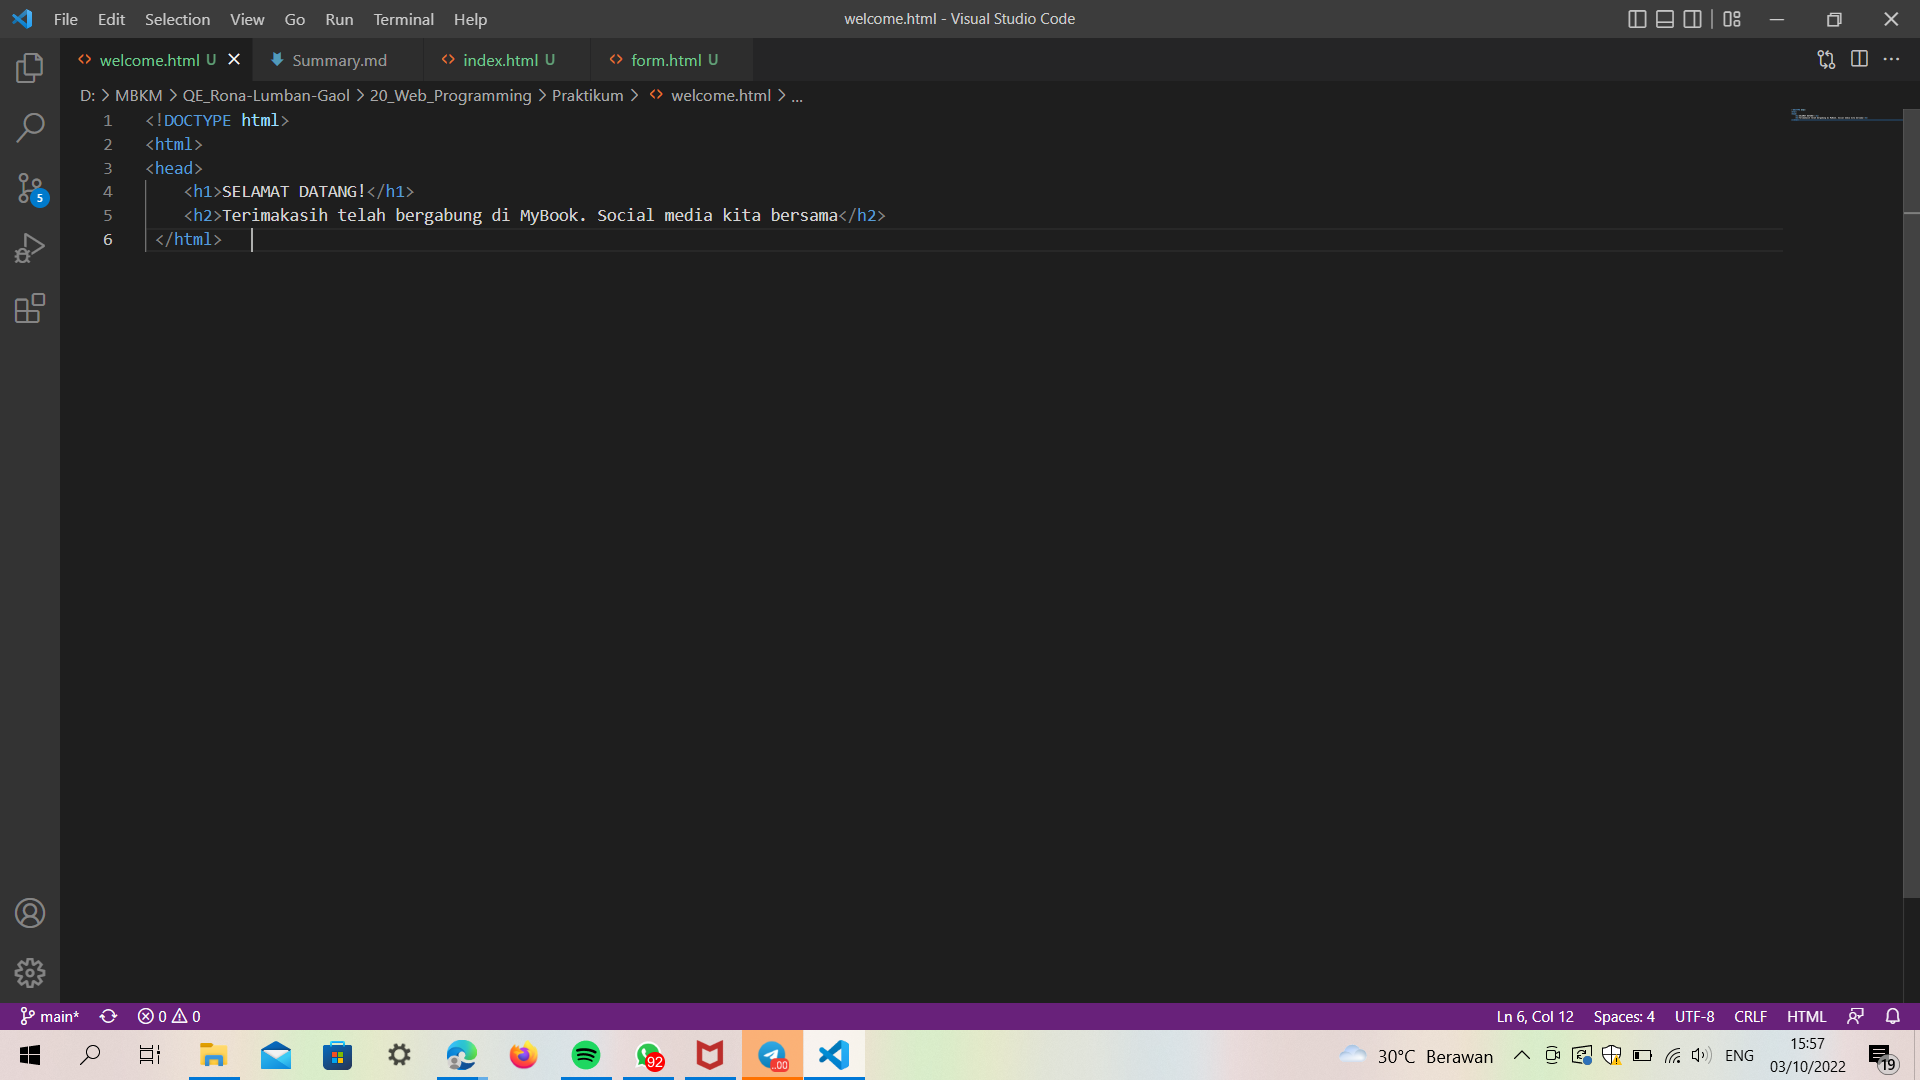 File Edit Selection View Go Run Terminal Help
welcome.html - Visual Studio Code
welcome.html U
Summary.md
index.html U
form.html U
D: > MBKM > QE_Rona-Lumban-Gaol > 20_Web_Programming > Praktikum > <> welcome.html > ...
1 <!DOCTYPE html>
2 <html>
3 <head>
4 <h1>SELAMAT DATANG!</h1>
5 <h2>Terimakasih telah bergabung di MyBook. Social media kita bersama</h2>
6 </html>
5
main*
0
0
Ln 6, Col 12
Spaces: 4
UTF-8
CRLF
HTML
92
..00
30°C Berawan
ENG
15:57
03/10/2022
19